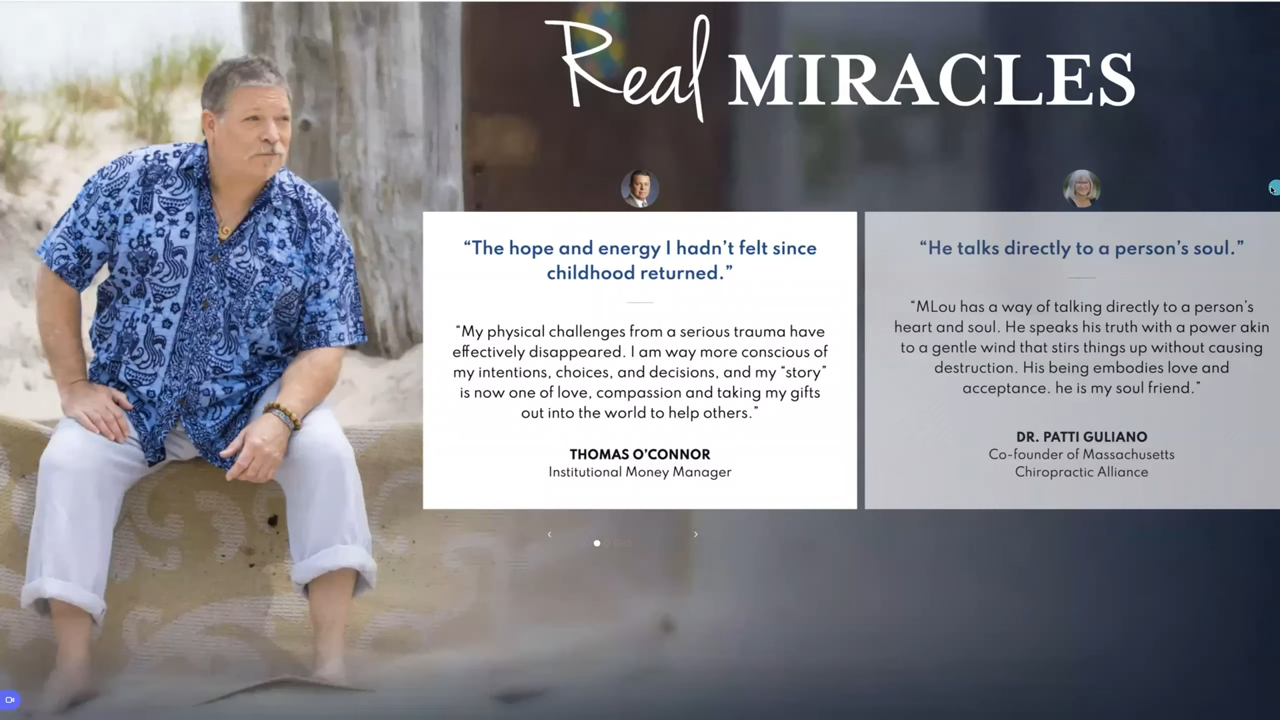 Real MIRACLES
“The hope and energy I hadn’t felt since
childhood returned.”
“My physical challenges from a serious trauma have
effectively disappeared. I am way more conscious of
my intentions, choices, and decisions, and my “story”
is now one of love, compassion and taking my gifts
out into the world to help others.”
THOMAS O’CONNOR
Institutional Money Manager
“He talks directly to a person’s soul.”
“MLou has a way of talking directly to a person’s
heart and soul. He speaks his truth with a power akin
to a gentle wind that stirs things up without causing
destruction. His being embodies love and
acceptance. he is my soul friend.”
DR. PATTI GULIANO
Co-founder of Massachusetts
Chiropractic Alliance